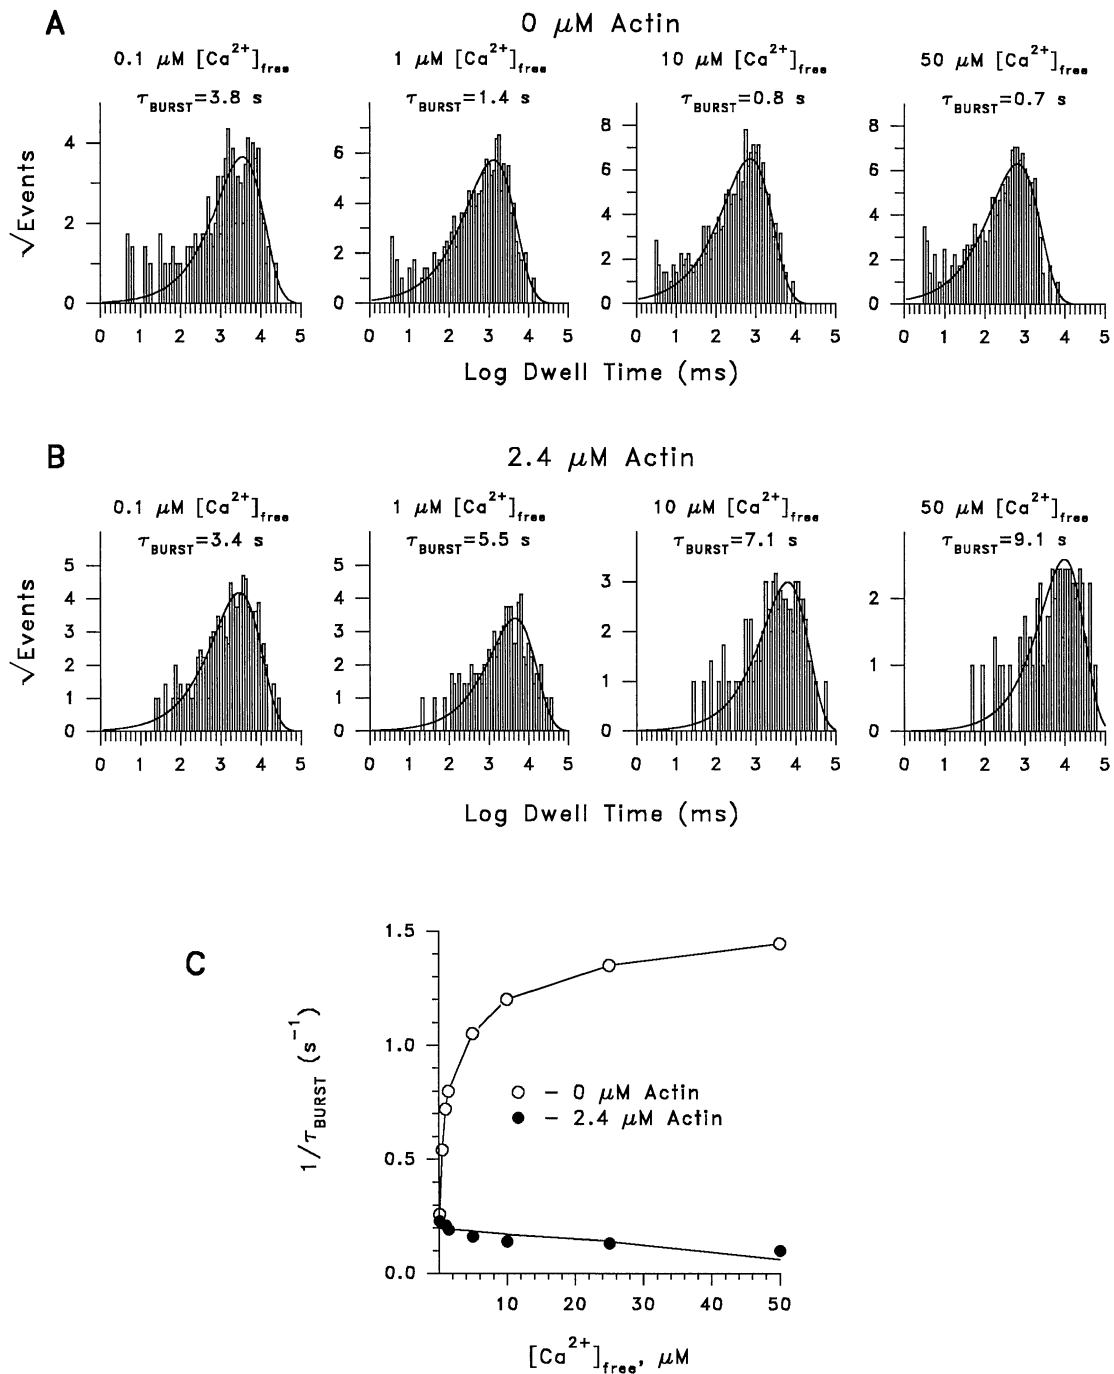 A
0 μM Actin
0.1 μM [Ca²⁺]free
1 μM [Ca²⁺]free
10 μM [Ca²⁺]free
50 μM [Ca²⁺]free
τBURST=3.8 s
τBURST=1.4 s
τBURST=0.8 s
τBURST=0.7 s
√Events
4
2
0
6
4
2
0
8
6
4
2
0
8
6
4
2
0
0 1 2 3 4 5
0 1 2 3 4 5
0 1 2 3 4 5
0 1 2 3 4 5
Log Dwell Time (ms)
B
2.4 μM Actin
0.1 μM [Ca²⁺]free
1 μM [Ca²⁺]free
10 μM [Ca²⁺]free
50 μM [Ca²⁺]free
τBURST=3.4 s
τBURST=5.5 s
τBURST=7.1 s
τBURST=9.1 s
√Events
5
4
3
2
1
0
5
4
3
2
1
0
3
2
1
0
2
1
0
0 1 2 3 4 5
0 1 2 3 4 5
0 1 2 3 4 5
0 1 2 3 4 5
Log Dwell Time (ms)
C
1/τBURST (s⁻¹)
1.5
1.0
0.5
0.0
○ – 0 μM Actin
● – 2.4 μM Actin
10 20 30 40 50
[Ca²⁺]free, μM